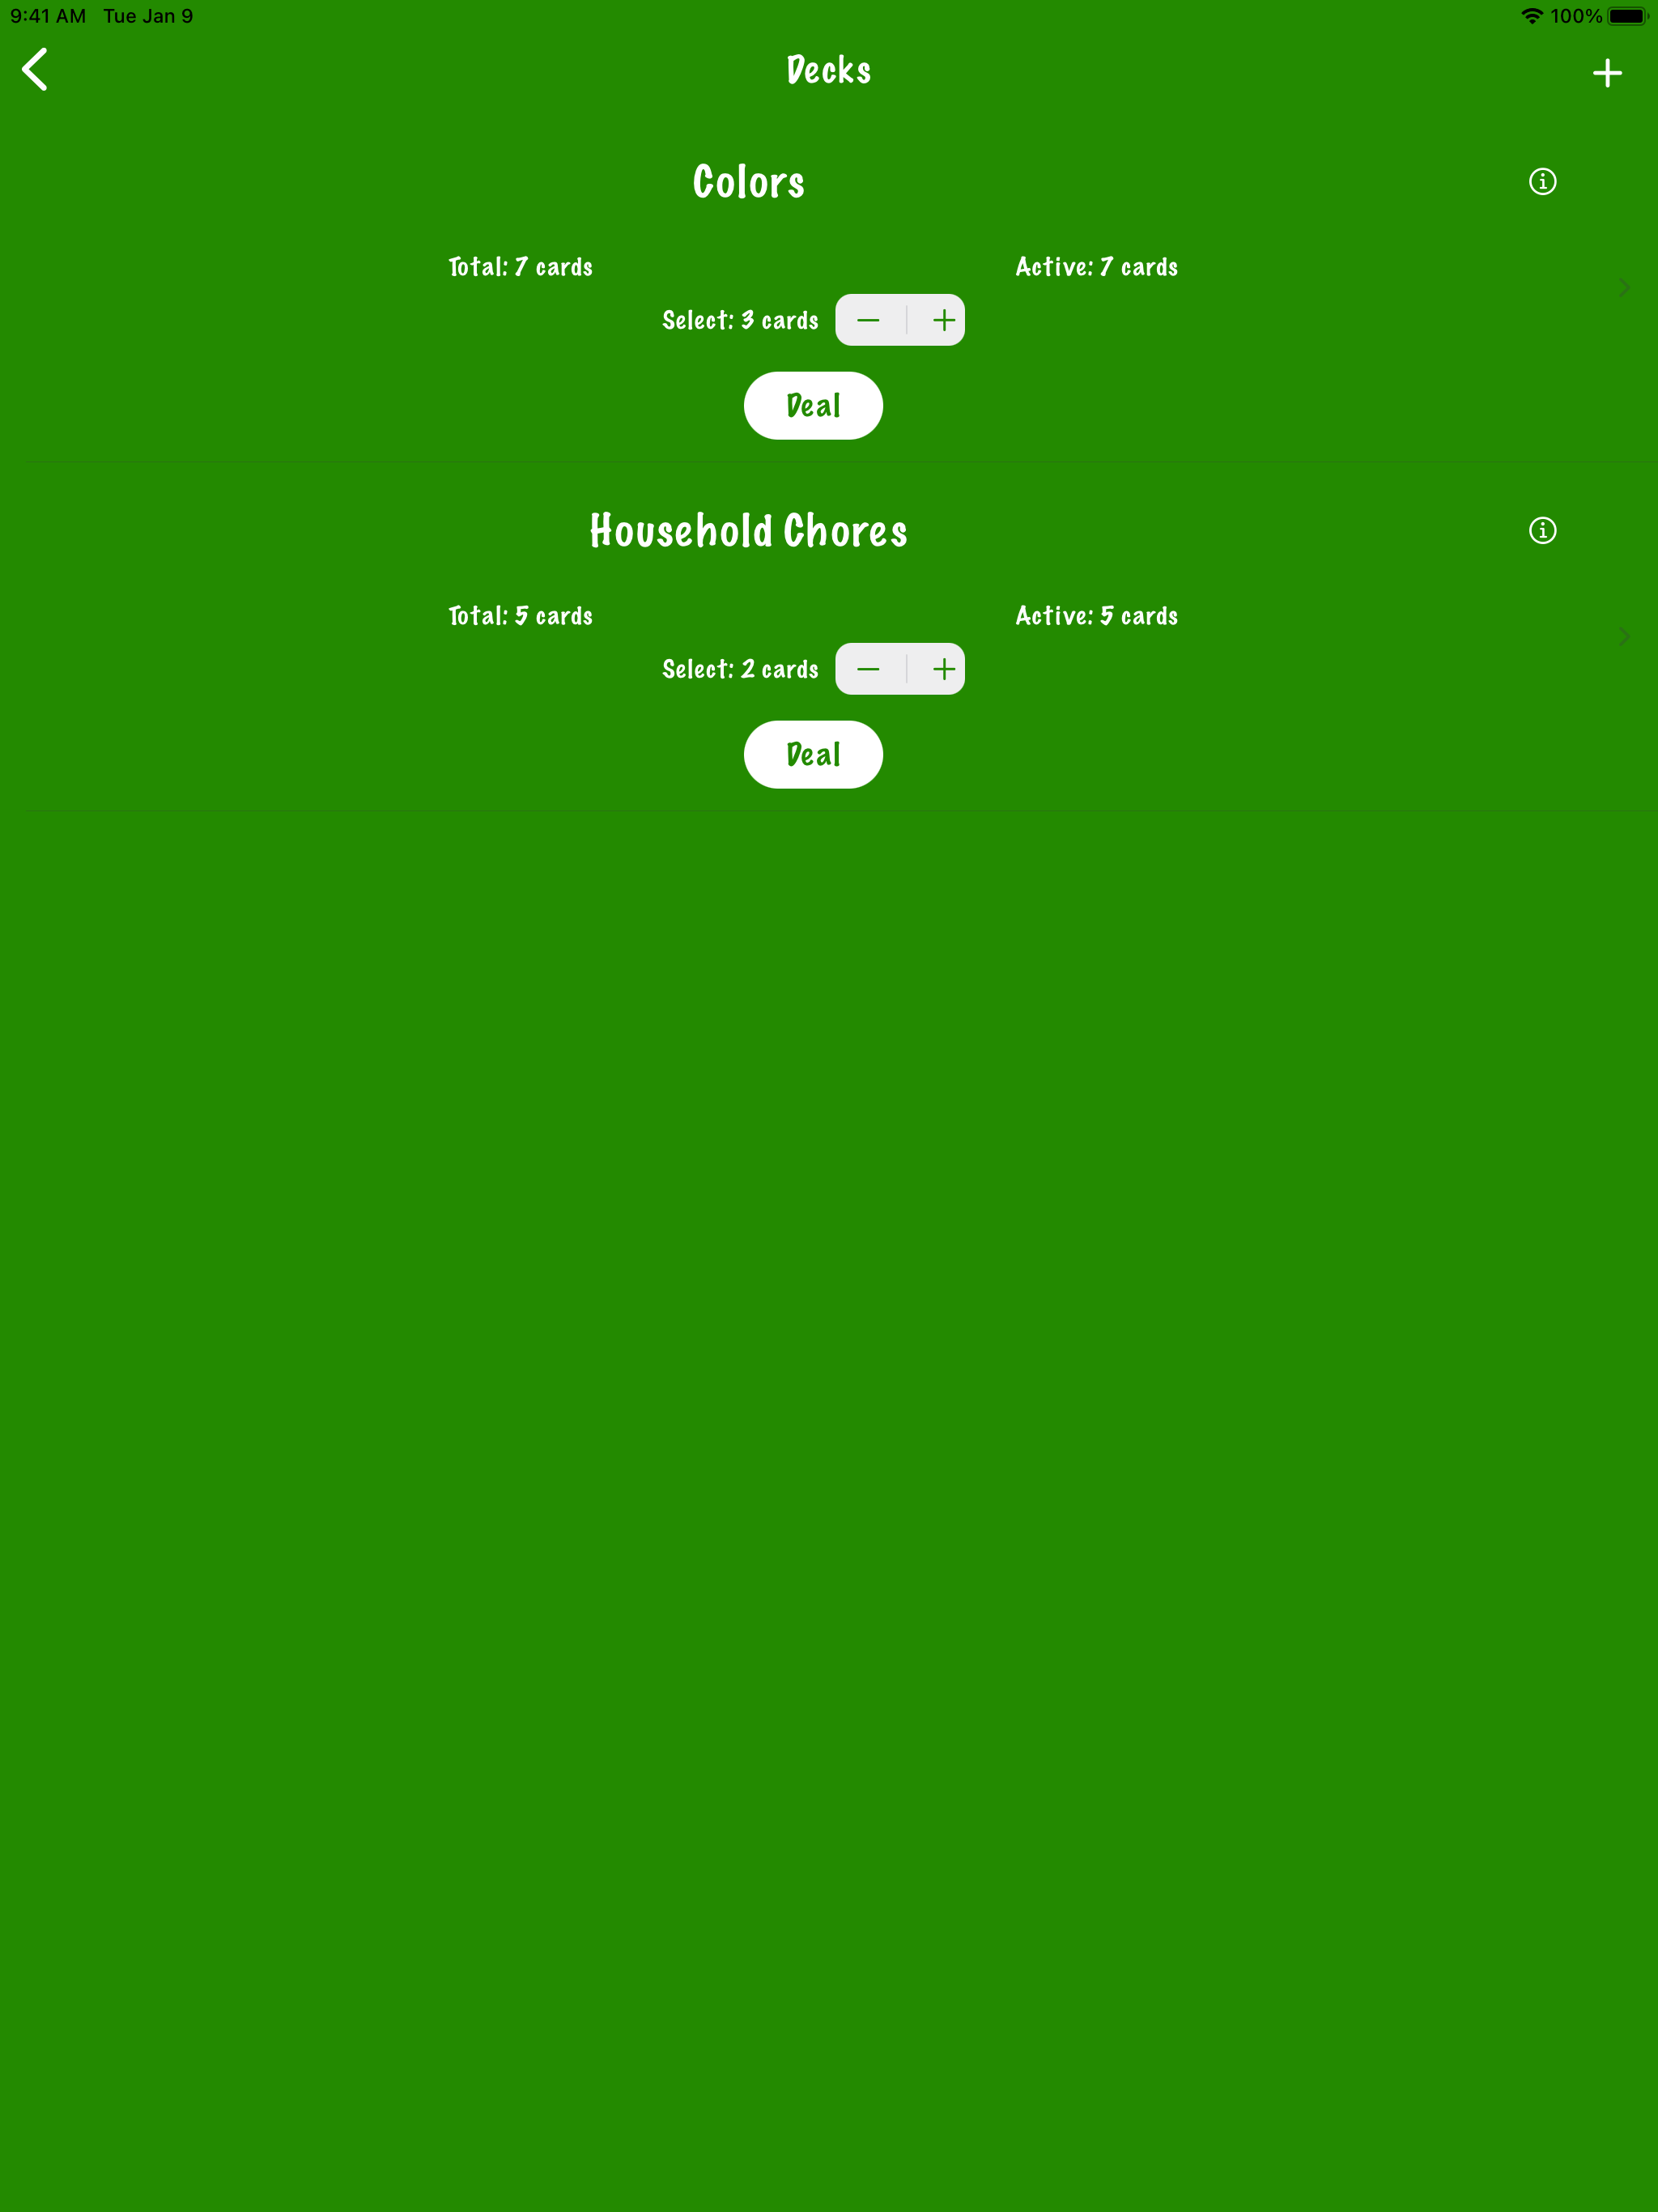 9:41 AM Tue Jan 9 100%
Decks
Colors
Total: 7 cards Active: 7 cards
Select: 3 cards
Deal
Household Chores
Total: 5 cards Active: 5 cards
Select: 2 cards
Deal